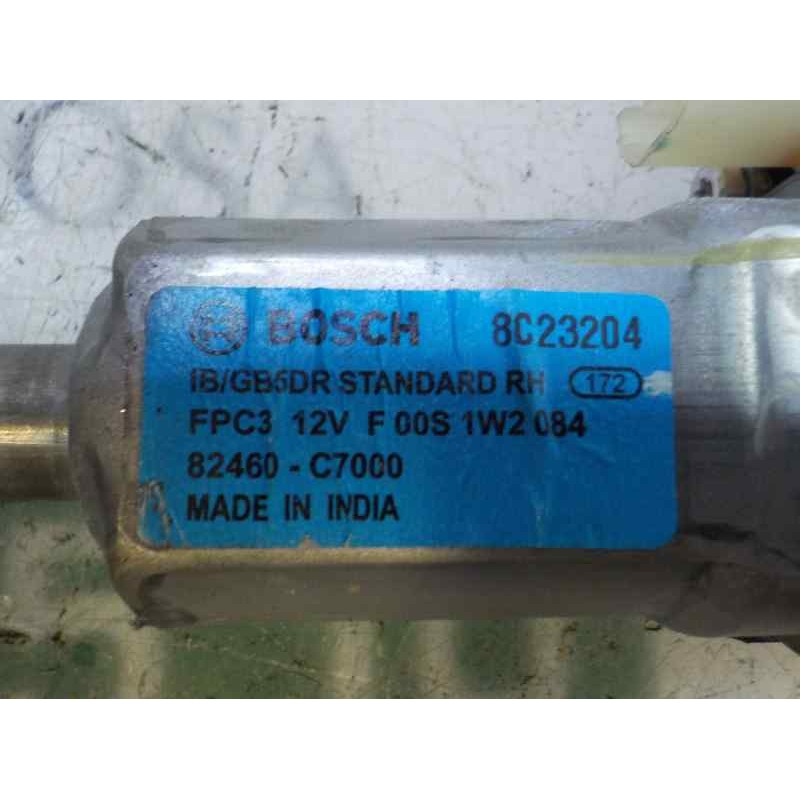 BOSCH 8C23204
IB/GB5DR STANDARD RH 172
FPC3 12V F 00S 1W2 084
82460 - C7000
MADE IN INDIA